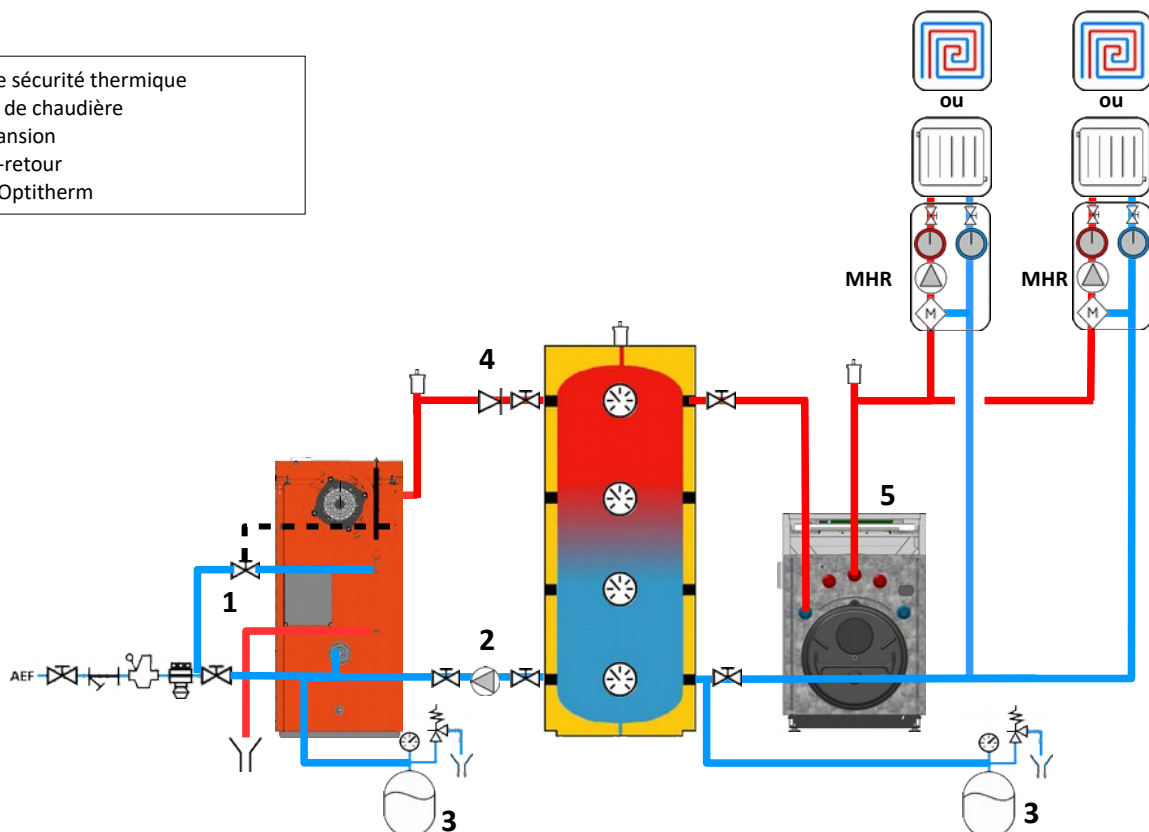 e sécurité thermique
de chaudière
ansion
-retour
Optitherm
ou
ou
MHR
MHR
M
M
4
5
1
2
AEF
3
3